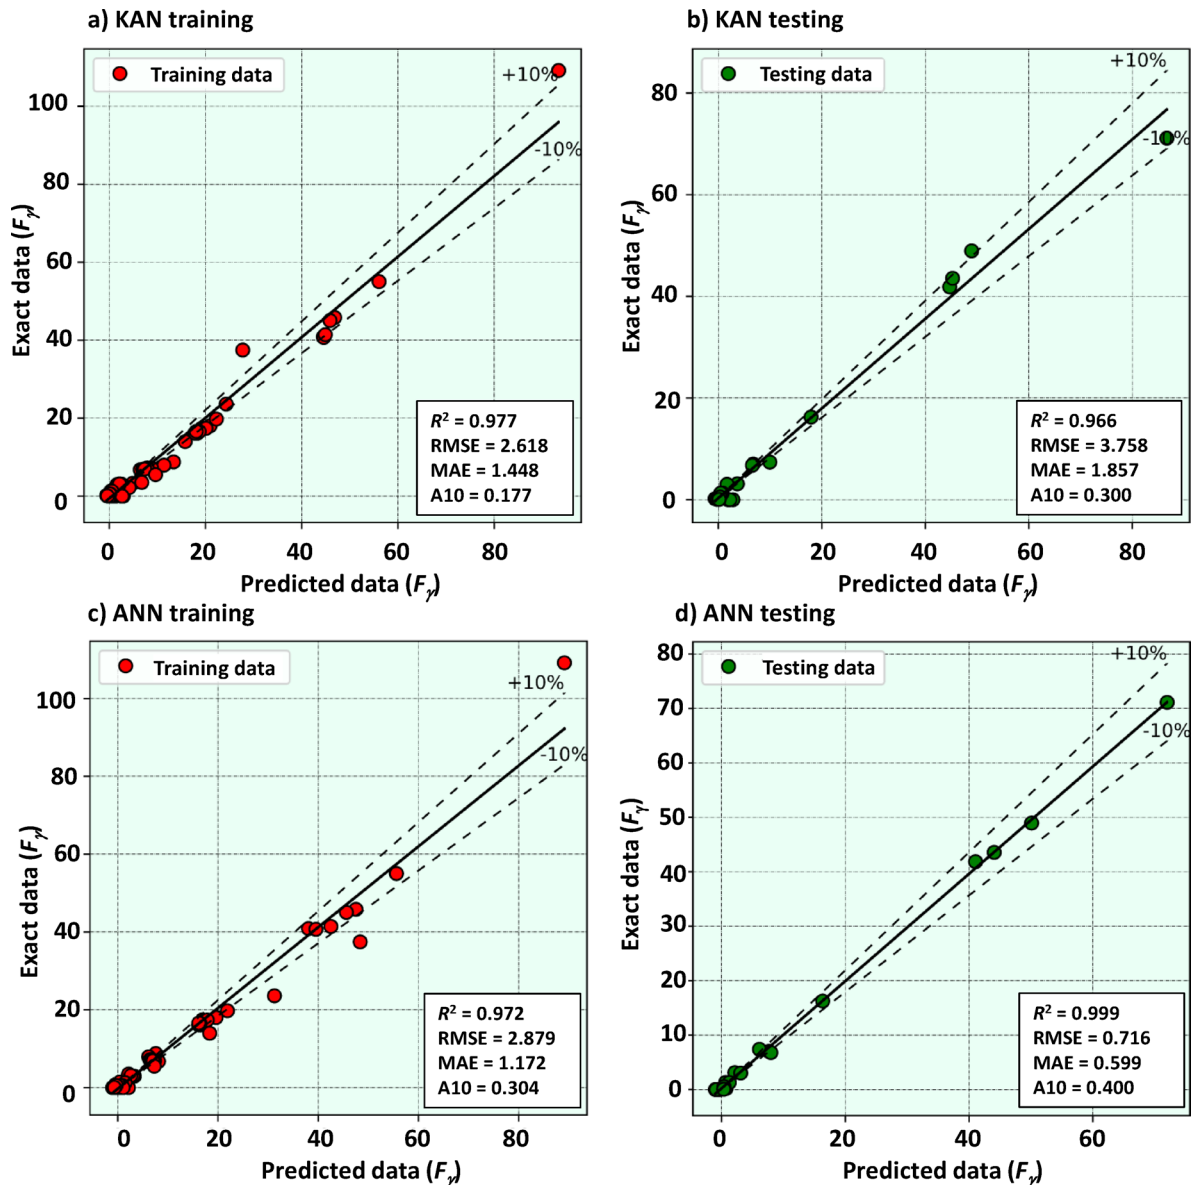 a) KAN training
Training data
+10%
-10%
100
80
60
40
20
0
Exact data (Fγ)
R² = 0.977
RMSE = 2.618
MAE = 1.448
A10 = 0.177
0 20 40 60 80
Predicted data (Fγ)
b) KAN testing
Testing data
+10%
-10%
80
60
40
20
0
Exact data (Fγ)
R² = 0.966
RMSE = 3.758
MAE = 1.857
A10 = 0.300
0 20 40 60 80
Predicted data (Fγ)
c) ANN training
Training data
+10%
-10%
100
80
60
40
20
0
Exact data (Fγ)
R² = 0.972
RMSE = 2.879
MAE = 1.172
A10 = 0.304
0 20 40 60 80
Predicted data (Fγ)
d) ANN testing
Testing data
+10%
-10%
80
70
60
50
40
30
20
10
0
Exact data (Fγ)
R² = 0.999
RMSE = 0.716
MAE = 0.599
A10 = 0.400
0 20 40 60
Predicted data (Fγ)